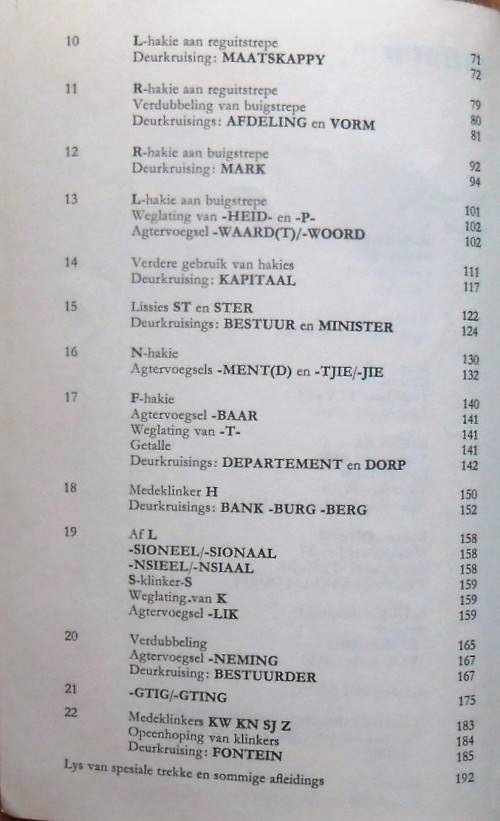 10 L-hakie aan reguitstrepe 71
Deurkruising: MAATSKAPPY 72
11 R-hakie aan reguitstrepe 79
Verdubbeling van buigstrepe 80
Deurkruisings: AFDELING en VORM 81
12 R-hakie aan buigstrepe 92
Deurkruising: MARK 94
13 L-hakie aan buigstrepe 101
Weglating van -HEID- en -P- 102
Agtervoegsel -WAARD(T)/-WOORD 102
14 Verdere gebruik van hakies 111
Deurkruising: KAPITAAL 117
15 Lissies ST en STER 122
Deurkruisings: BESTUUR en MINISTER 124
16 N-hakie 130
Agtervoegsels -MENT(D) en -TJIE/-JIE 132
17 F-hakie 140
Agtervoegsel -BAAR 141
Weglating van -T- 141
Getalle 141
Deurkruisings: DEPARTEMENT en DORP 142
18 Medeklinker H 150
Deurkruisings: BANK -BURG -BERG 152
19 Af L 158
-SIONEEL/-SIONAAL 158
-NSIEEL/-NSIAAL 158
S-klinker-S 159
Weglating van K 159
Agtervoegsel -LIK 159
20 Verdubbeling 165
Agtervoegsel -NEMING 167
Deurkruising: BESTUURDER 167
21 -GTIG/-GTING 175
22 Medeklinkers KW KN SJ Z 183
Opeenhoping van klinkers 184
Deurkruising: FONTEIN 185
Lys van spesiale trekke en sommige afleidings 192